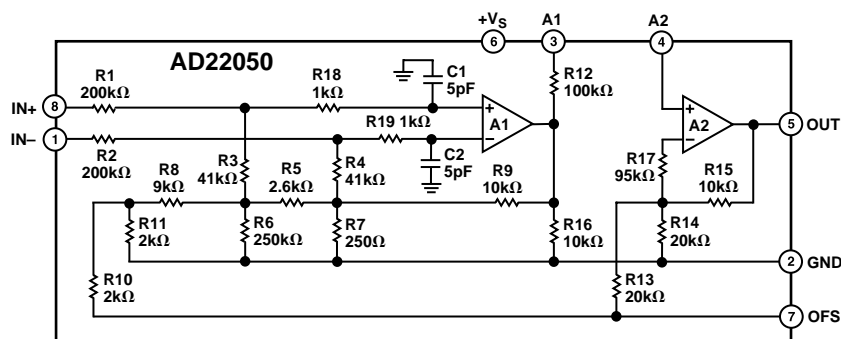 +VS
A1
A2
6
3
4
AD22050
R1
200kΩ
R18
1kΩ
C1
5pF
R12
100kΩ
IN+
8
+
A1
–
+
A2
–
5
OUT
IN–
1
R19 1kΩ
R2
200kΩ
R3
41kΩ
R4
41kΩ
C2
5pF
R17
95kΩ
R15
10kΩ
R8
9kΩ
R5
2.6kΩ
R9
10kΩ
R11
2kΩ
R6
250kΩ
R7
250Ω
R16
10kΩ
R14
20kΩ
2
GND
R10
2kΩ
R13
20kΩ
7
OFS